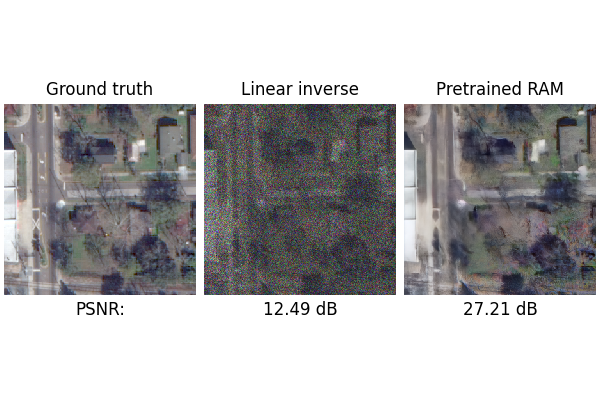 Ground truth
Linear inverse
Pretrained RAM
PSNR:
12.49 dB
27.21 dB